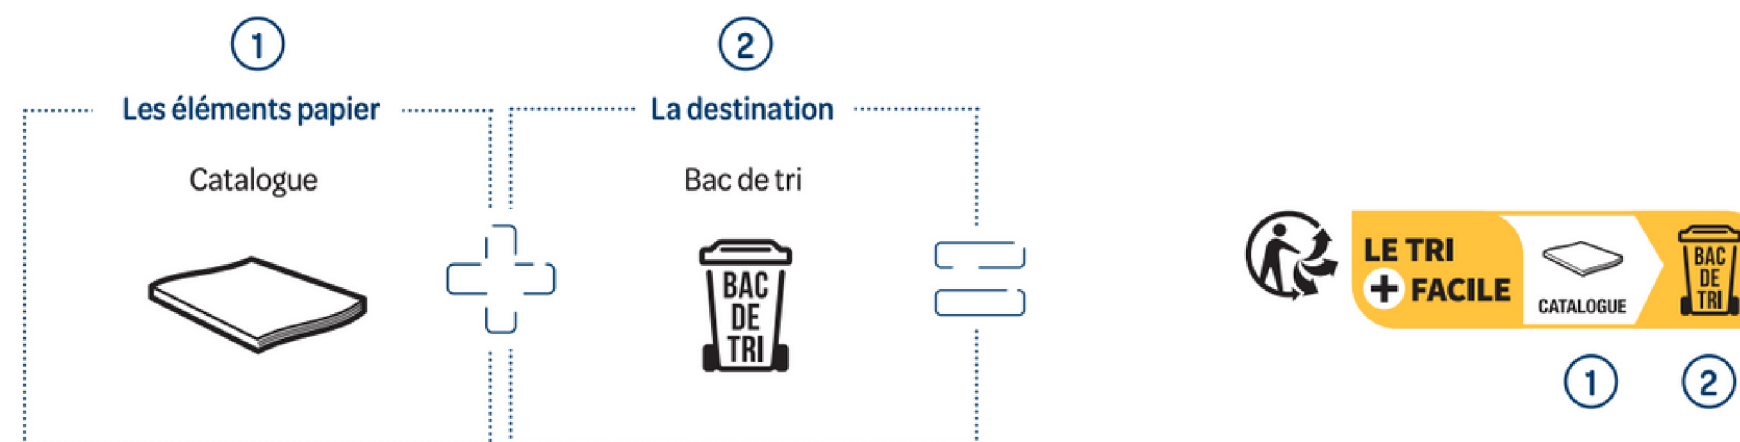 1
2
Les éléments papier
La destination
Catalogue
Bac de tri
BAC
DE
TRI
LE TRI
+ FACILE
CATALOGUE
BAC
DE
TRI
1
2